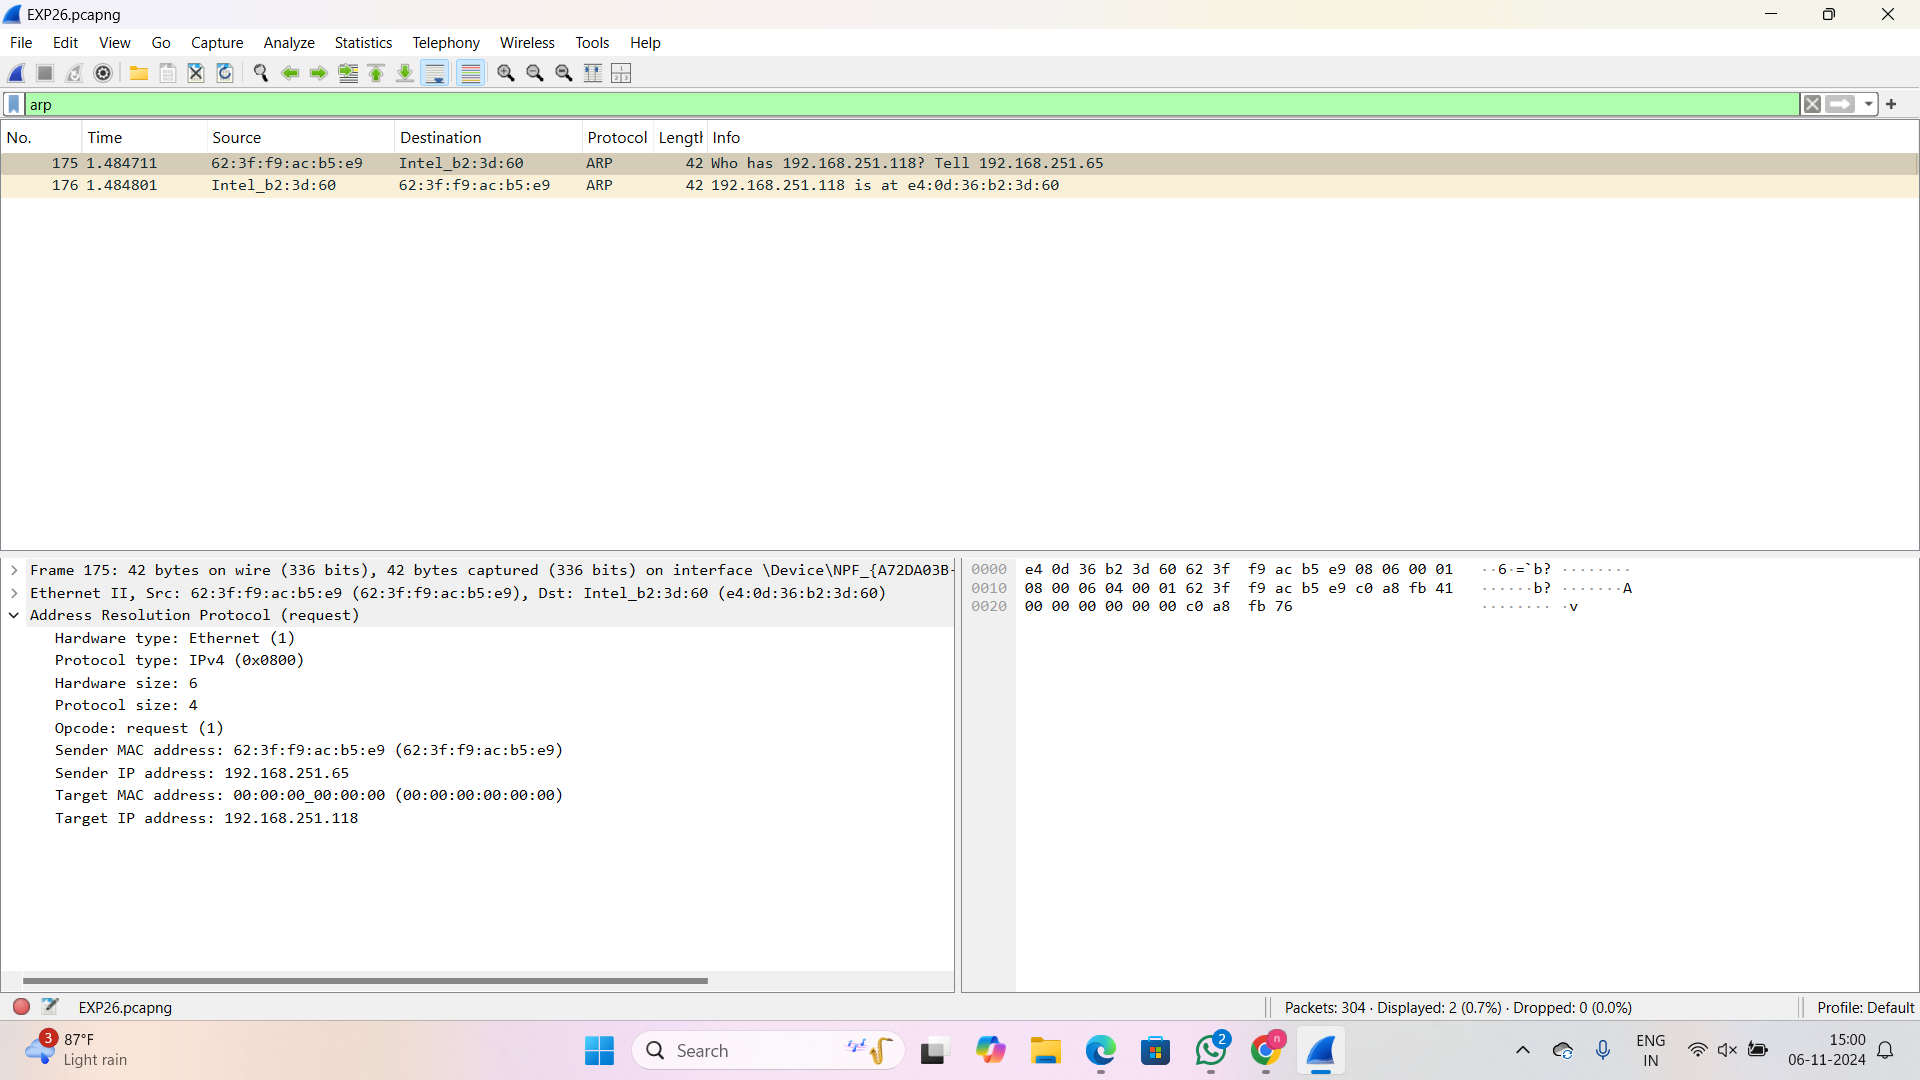 EXP26.pcapng
File Edit View Go Capture Analyze Statistics Telephony Wireless Tools Help
arp
No. Time Source Destination Protocol Length Info
175 1.484711 62:3f:f9:ac:b5:e9 Intel_b2:3d:60 ARP 42 Who has 192.168.251.118? Tell 192.168.251.65
176 1.484801 Intel_b2:3d:60 62:3f:f9:ac:b5:e9 ARP 42 192.168.251.118 is at e4:0d:36:b2:3d:60
Frame 175: 42 bytes on wire (336 bits), 42 bytes captured (336 bits) on interface \Device\NPF_{A72DA03B-
Ethernet II, Src: 62:3f:f9:ac:b5:e9 (62:3f:f9:ac:b5:e9), Dst: Intel_b2:3d:60 (e4:0d:36:b2:3d:60)
Address Resolution Protocol (request)
Hardware type: Ethernet (1)
Protocol type: IPv4 (0x0800)
Hardware size: 6
Protocol size: 4
Opcode: request (1)
Sender MAC address: 62:3f:f9:ac:b5:e9 (62:3f:f9:ac:b5:e9)
Sender IP address: 192.168.251.65
Target MAC address: 00:00:00_00:00:00 (00:00:00:00:00:00)
Target IP address: 192.168.251.118
0000 e4 0d 36 b2 3d 60 62 3f f9 ac b5 e9 08 06 00 01 ··6·=`b? ········
0010 08 00 06 04 00 01 62 3f f9 ac b5 e9 c0 a8 fb 41 ······b? ·······A
0020 00 00 00 00 00 00 c0 a8 fb 76 ········ ·v
EXP26.pcapng
Packets: 304 · Displayed: 2 (0.7%) · Dropped: 0 (0.0%)
Profile: Default
3
87°F
Light rain
Search
2
n
ENG
IN
15:00
06-11-2024